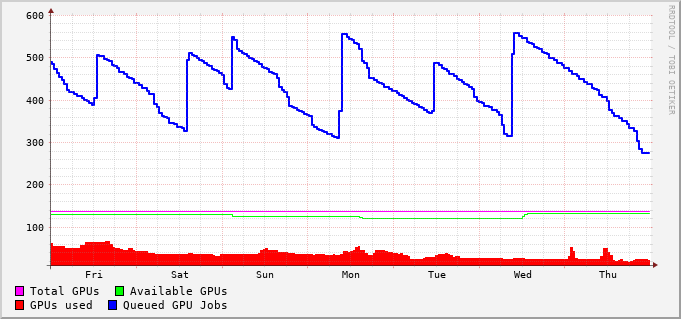 600
500
400
300
200
100
Fri Sat Sun Mon Tue Wed Thu
Total GPUs Available GPUs
GPUs used Queued GPU Jobs
RRDTOOL / TOBI OETIKER